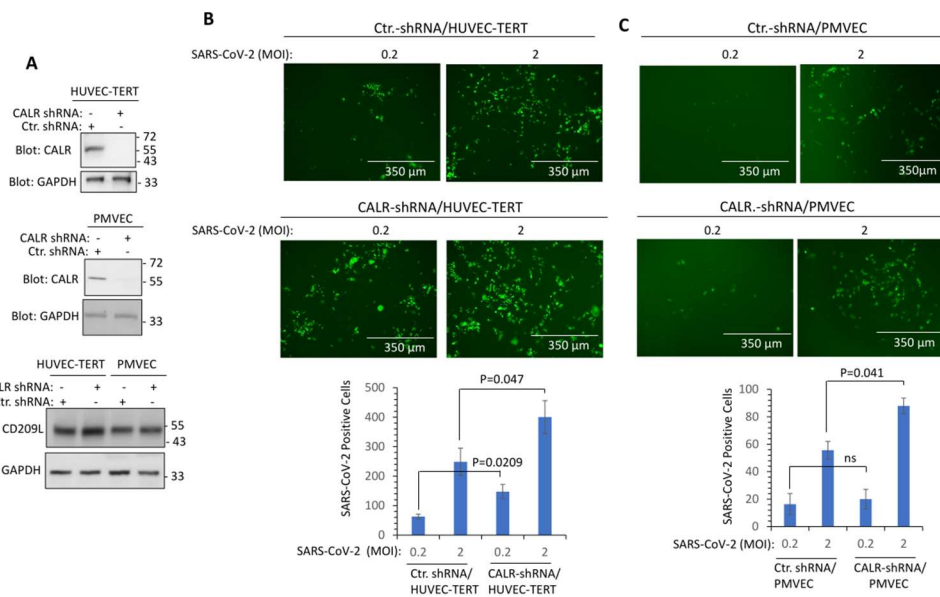 A
HUVEC-TERT
CALR shRNA: - +
Ctr. shRNA: + -
Blot: CALR
- 72
- 55
- 43
Blot: GAPDH
- 33
PMVEC
CALR shRNA: - +
Ctr. shRNA: + -
Blot: CALR
- 72
- 55
Blot: GAPDH
- 33
HUVEC-TERT PMVEC
LR shRNA: - + - +
tr. shRNA: + - + -
CD209L
- 55
- 43
GAPDH
- 33
B
Ctr.-shRNA/HUVEC-TERT
SARS-CoV-2 (MOI): 0.2 2
350 µm 350 µm
CALR-shRNA/HUVEC-TERT
SARS-CoV-2 (MOI): 0.2 2
350 µm 350 µm
SARS-CoV-2 Positive Cells
500
400
300
200
100
0
P=0.047
P=0.0209
SARS-CoV-2 (MOI): 0.2 2 0.2 2
Ctr. shRNA/ CALR-shRNA/
HUVEC-TERT HUVEC-TERT
C
Ctr.-shRNA/PMVEC
0.2 2
350 µm 350µm
CALR.-shRNA/PMVEC
0.2 2
350 µm 350 µm
SARS-CoV-2 Positive Cells
100
80
60
40
20
0
P=0.041
ns
SARS-CoV-2 (MOI): 0.2 2 0.2 2
Ctr. shRNA/ CALR-shRNA/
PMVEC PMVEC